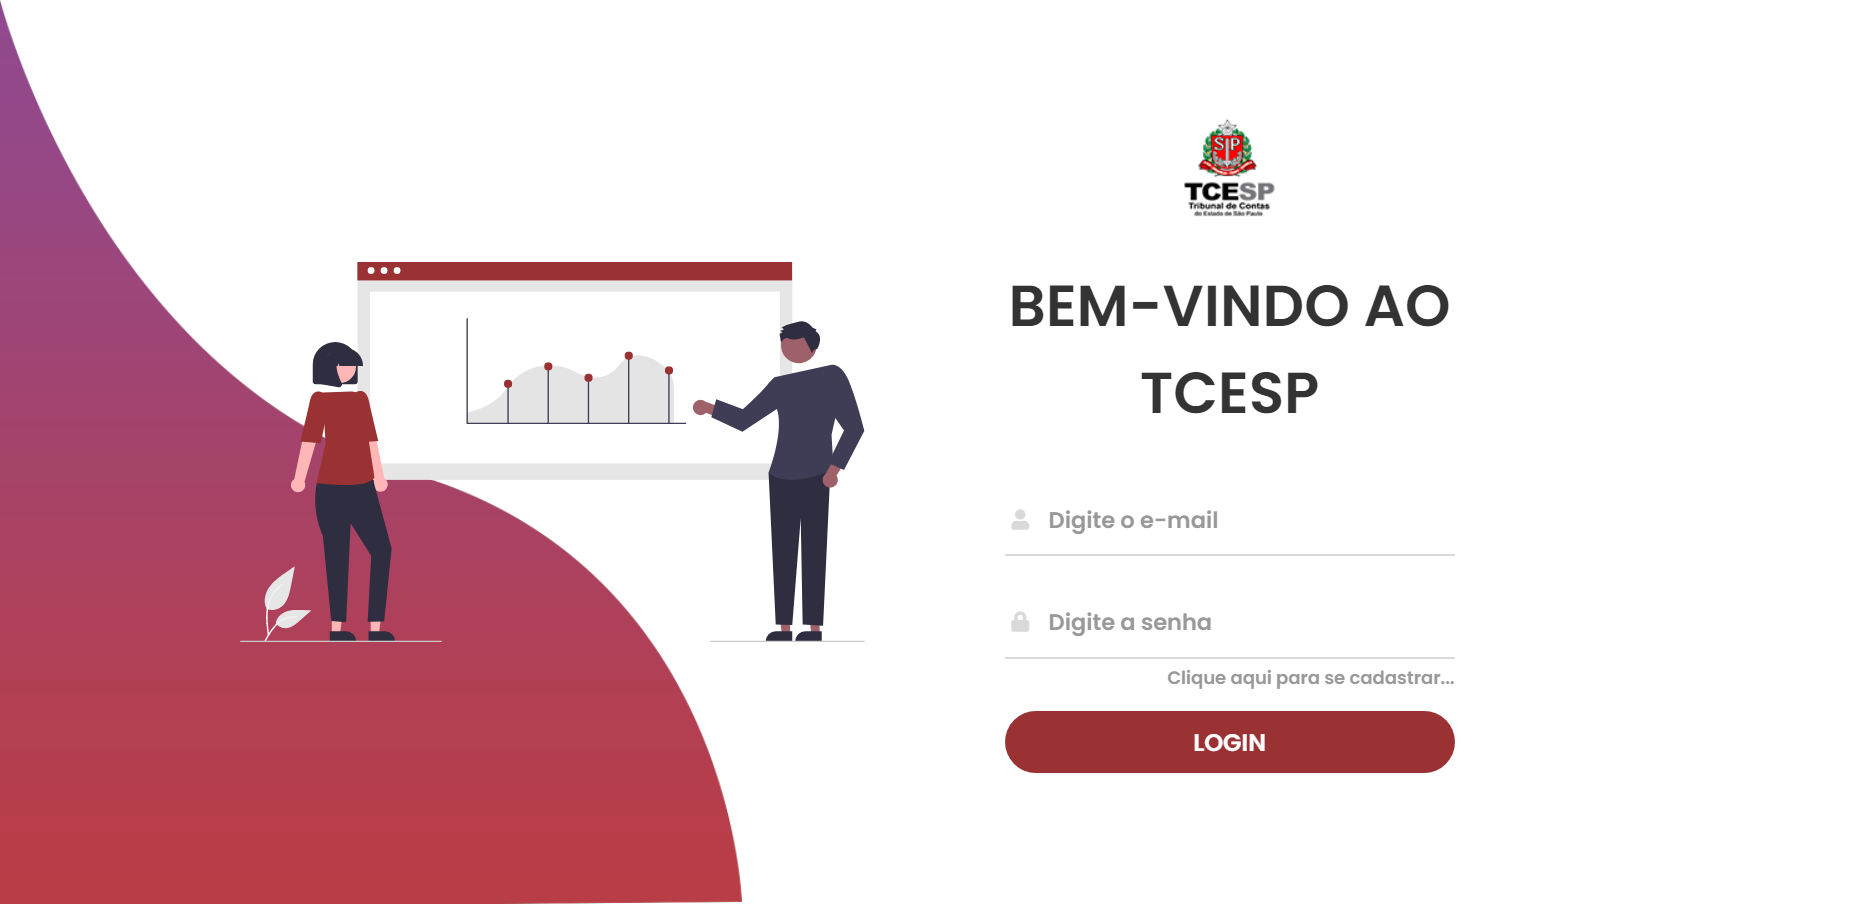 SP
TCESP
Tribunal de Contas
do Estado de São Paulo
BEM-VINDO AO
TCESP
Digite o e-mail
Digite a senha
Clique aqui para se cadastrar...
LOGIN